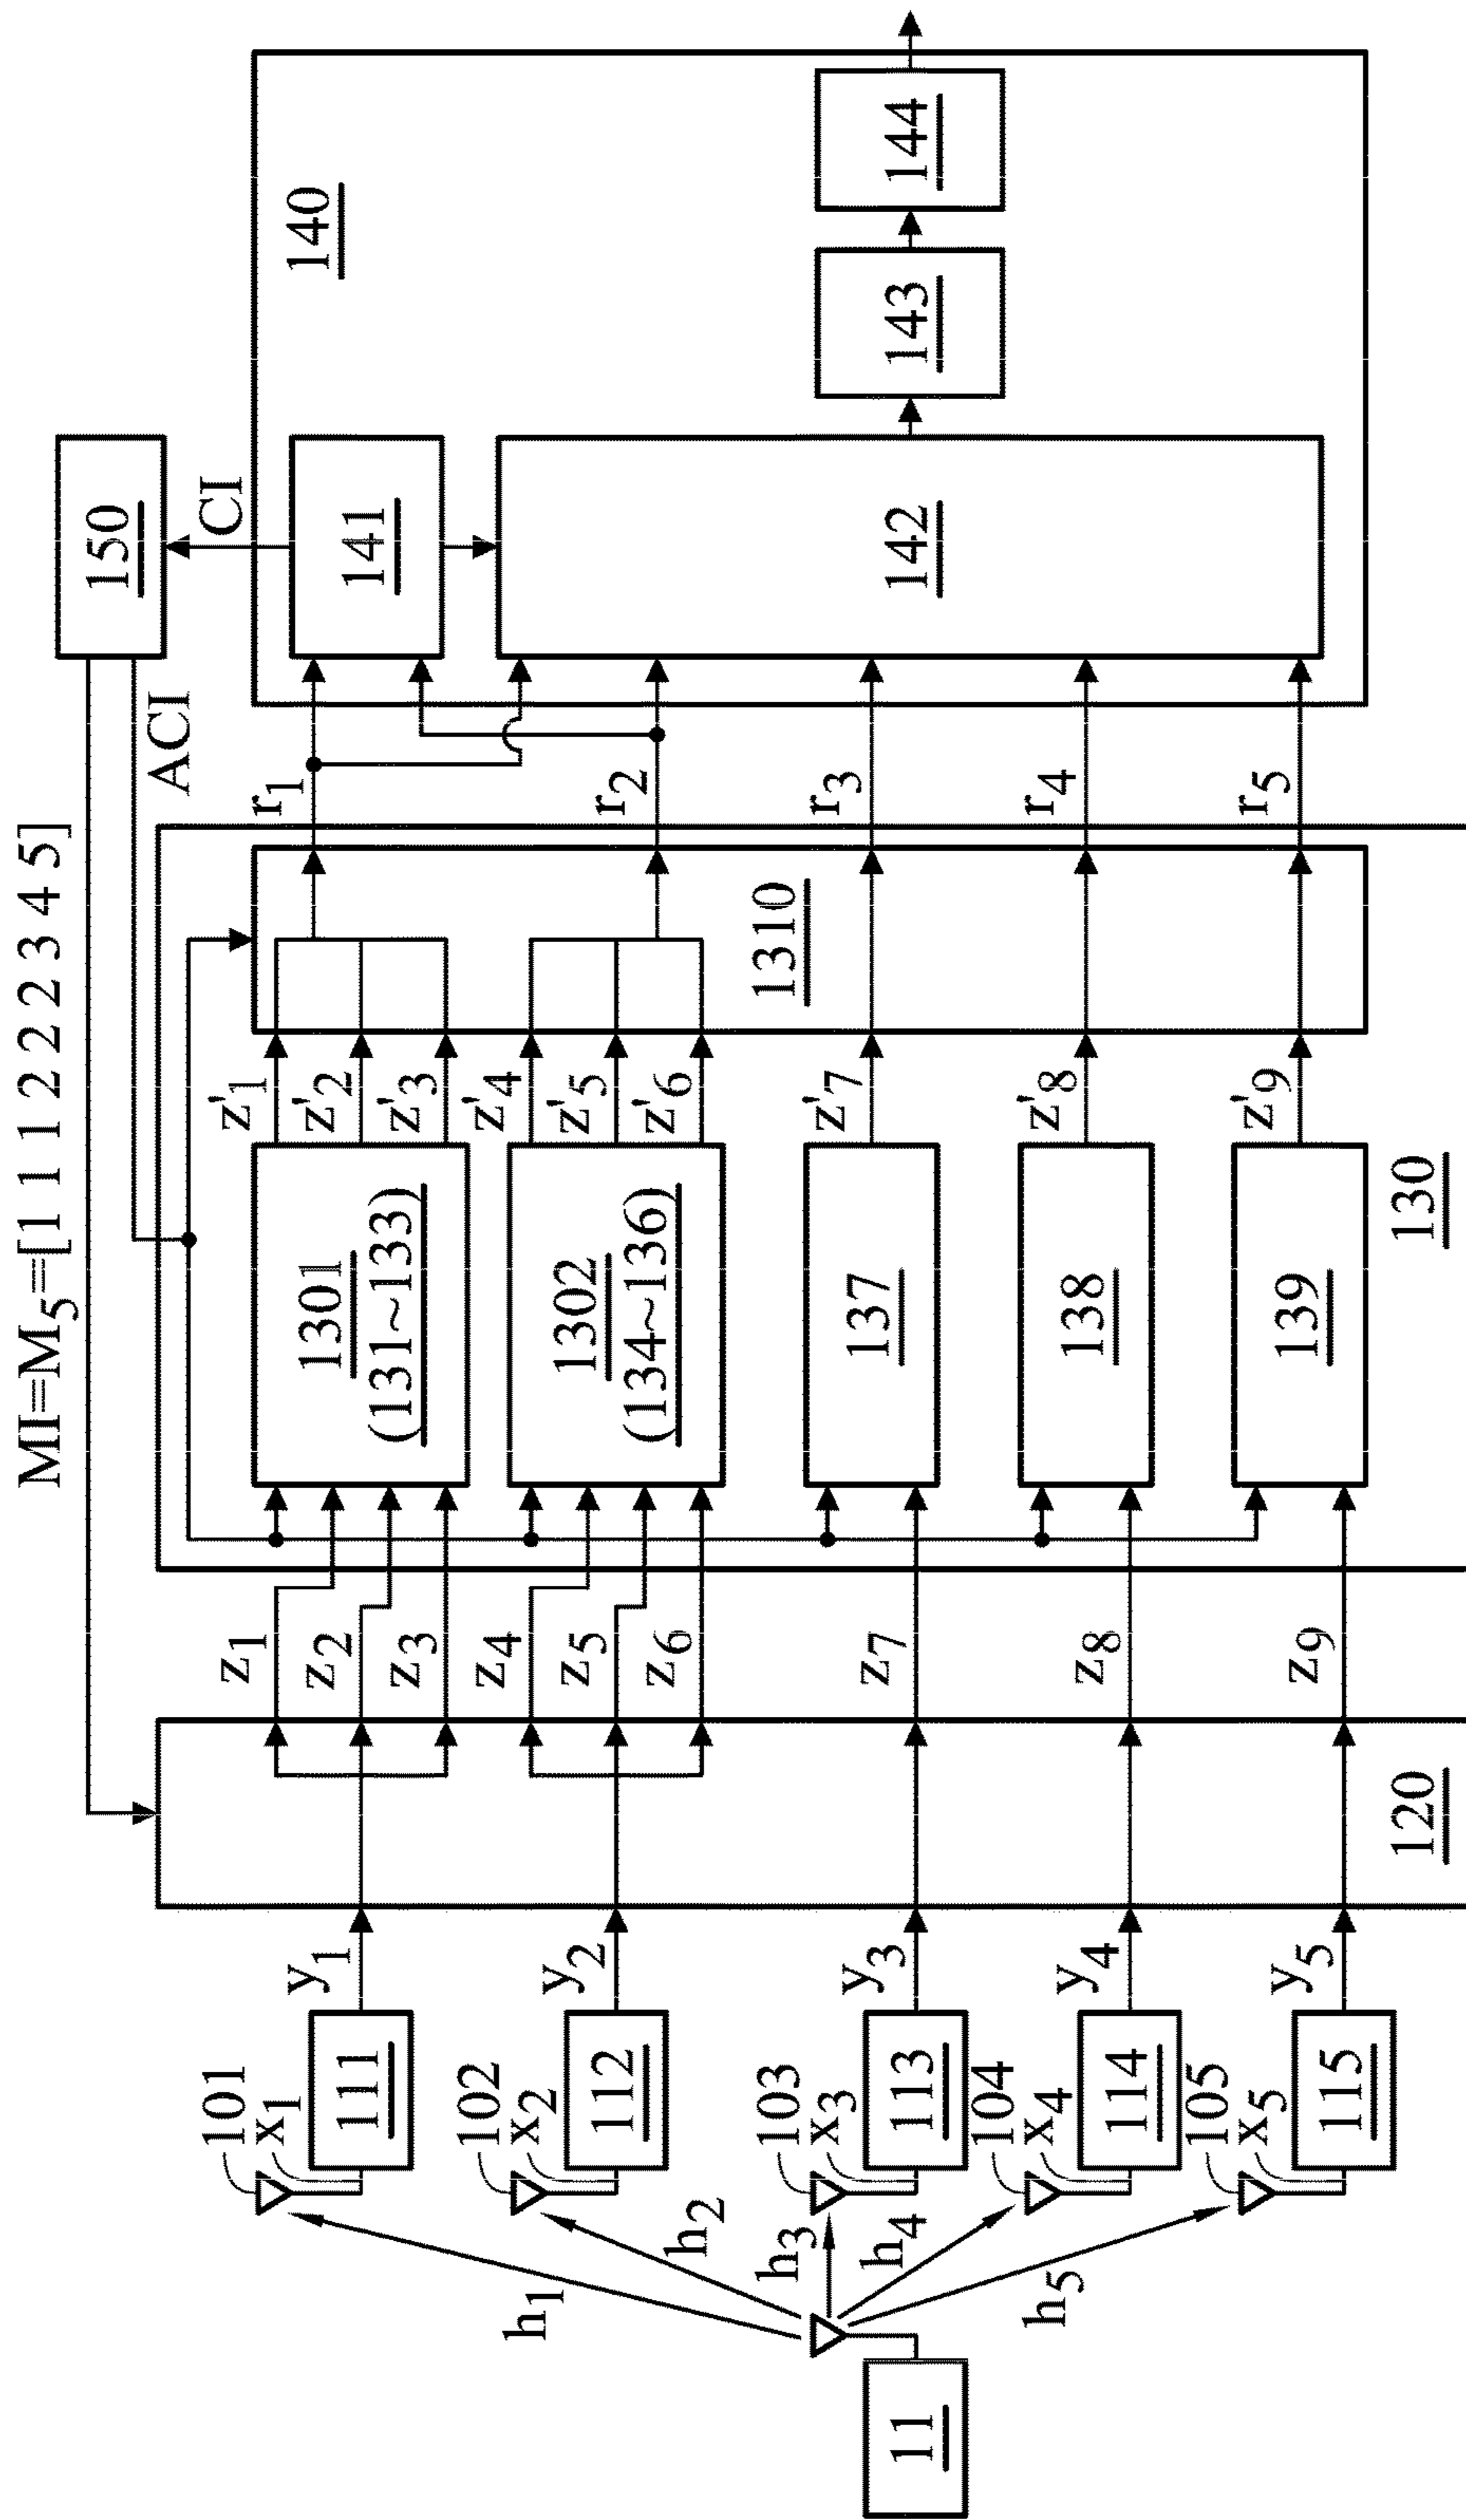 MI=M5=[1 1 1 2 2 2 3 4 5]
ACI
150
CI
11
h1
h2
h3
h4
h5
101
x1
111
y1
102
x2
112
y2
103
x3
113
y3
104
x4
114
y4
105
x5
115
y5
120
z1
z2
z3
z4
z5
z6
z7
z8
z9
1301
(131~133)
1302
(134~136)
137
138
139
130
z'1
z'2
z'3
z'4
z'5
z'6
z'7
z'8
z'9
1310
r1
r2
r3
r4
r5
141
142
143
144
140